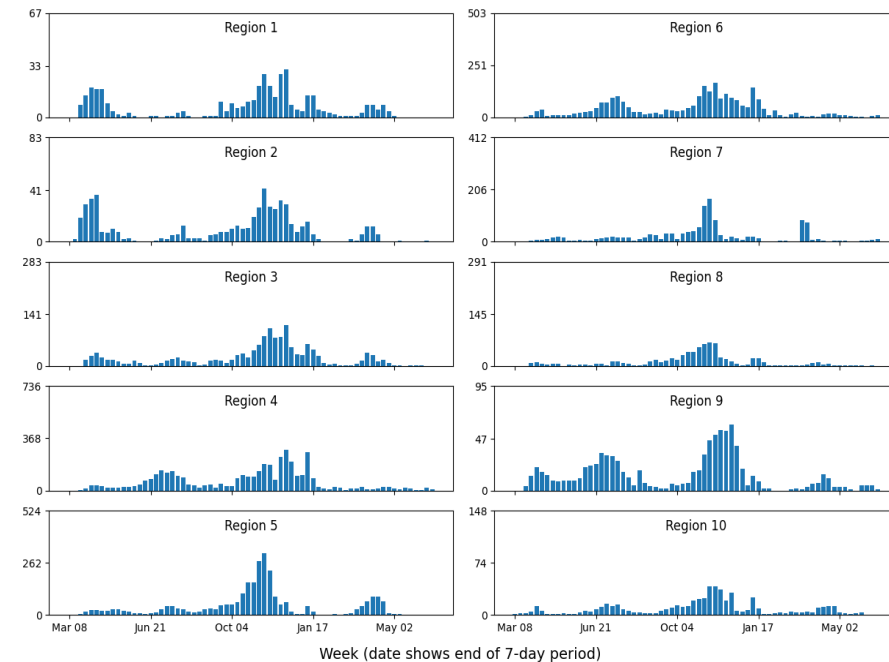 67
33
0
Region 1
503
251
0
Region 6
83
41
0
Region 2
412
206
0
Region 7
283
141
0
Region 3
291
145
0
Region 8
736
368
0
Region 4
95
47
0
Region 9
524
262
0
Region 5
148
74
0
Region 10
Mar 08 Jun 21 Oct 04 Jan 17 May 02
Mar 08 Jun 21 Oct 04 Jan 17 May 02
Week (date shows end of 7-day period)